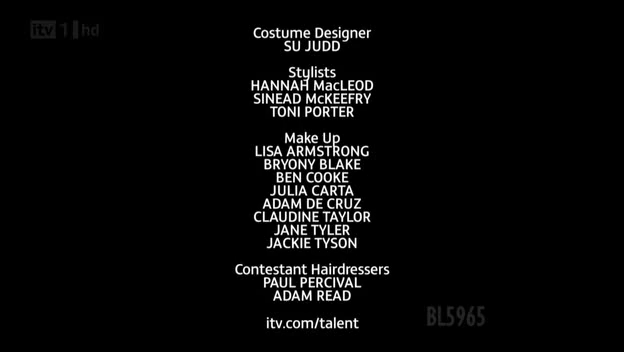 itv 1 hd
Costume Designer
SU JUDD
Stylists
HANNAH MacLEOD
SINEAD McKEEFRY
TONI PORTER
Make Up
LISA ARMSTRONG
BRYONY BLAKE
BEN COOKE
JULIA CARTA
ADAM DE CRUZ
CLAUDINE TAYLOR
JANE TYLER
JACKIE TYSON
Contestant Hairdressers
PAUL PERCIVAL
ADAM READ
itv.com/talent
BL5965